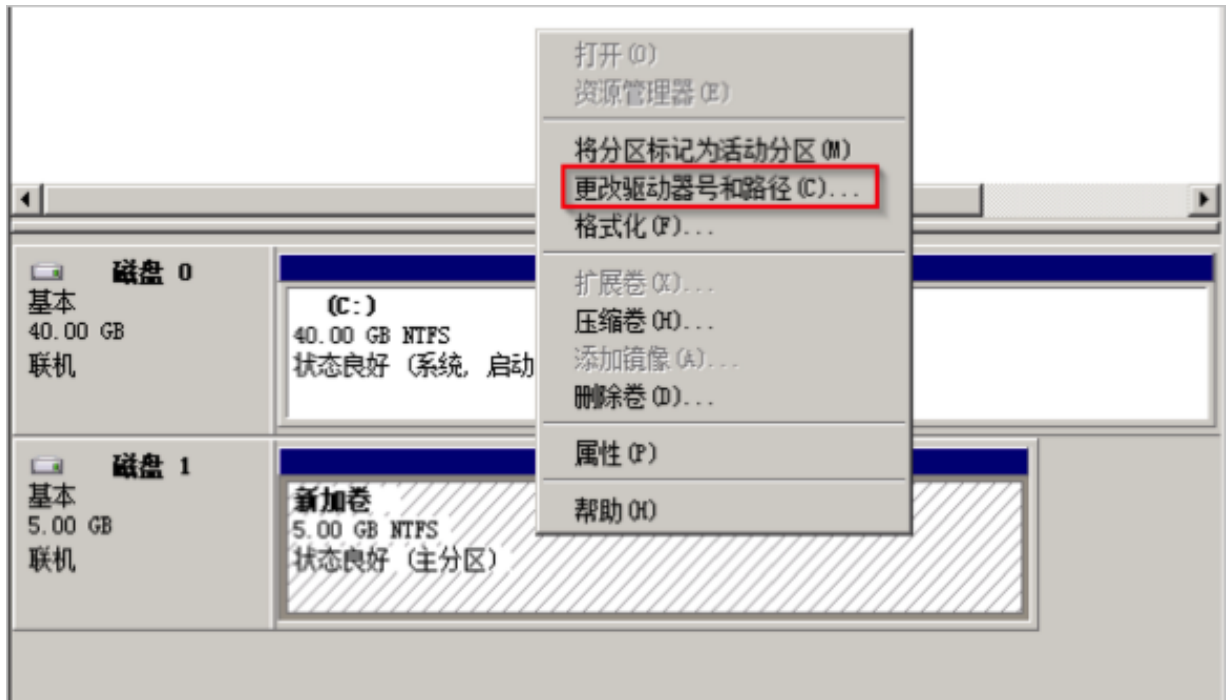 打开(O)
资源管理器(E)
将分区标记为活动分区(M)
更改驱动器号和路径(C)...
格式化(F)...
扩展卷(X)...
压缩卷(H)...
添加镜像(A)...
删除卷(D)...
属性(P)
帮助(H)
磁盘 0
基本
40.00 GB
联机
(C:)
40.00 GB NTFS
状态良好 (系统, 启动
磁盘 1
基本
5.00 GB
联机
新加卷
5.00 GB NTFS
状态良好 (主分区)